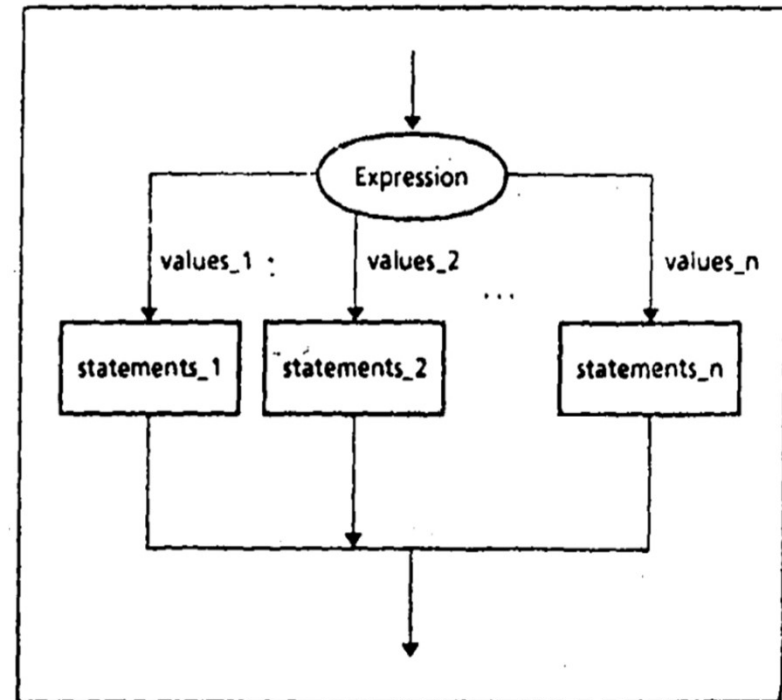 Expression
values_1
values_2
values_n
...
statements_1
statements_2
statements_n